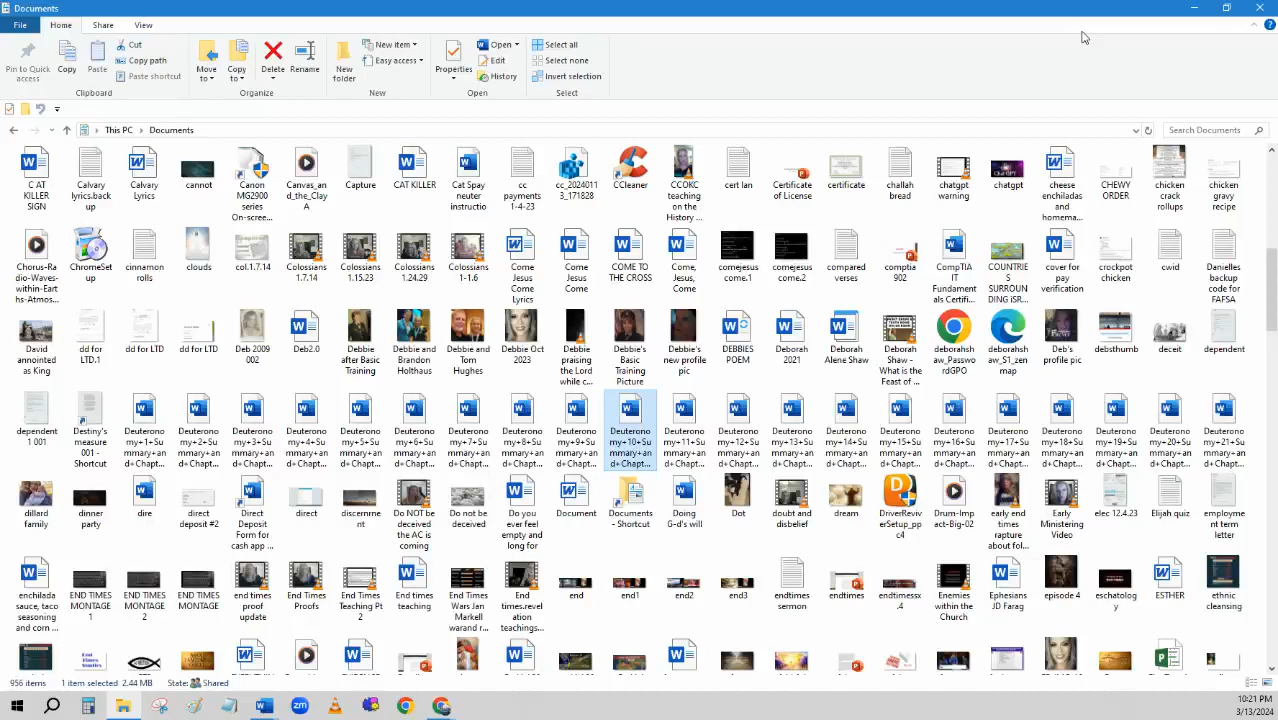 Documents
File Home Share View
Pin to Quick access
Copy
Paste
Cut
Copy path
Paste shortcut
Clipboard
Move to
Copy to
Delete
Rename
Organize
New folder
New item
Easy access
New
Properties
Open
Edit
History
Open
Select all
Select none
Invert selection
Select
This PC > Documents
Search Documents
C AT KILLER SIGN
Calvary lyrics.back up
Calvary Lyrics
cannot
Canon MG2900 series On-scree...
Canvas_an d_the_Clay A
Capture
CAT KILLER
Cat Spay neuter instructio
cc payments 1-4-23
cc_2024011 3_171828
CCleaner
CCOKC teaching on the History ...
cert lan
Certificate of License
certificate
challah bread
chatgpt warning
chatgpt
cheese enchiladas and homema...
CHEWY ORDER
chicken crack rollups
chicken gravy recipe
Chorus-Ra dio-Waves- within-Ear ths-Atmos...
ChromeSet up
cinnamon rolls
clouds
col.1.7.14
Colossians 1.7.14
Colossians 1.15.23
Colossians 1.24.29
Colossians 1-1.6
Come Jesus Come Lyrics
Come Jesus Come
COME TO THE CROSS
Come, Jesus, Come
comejesus come.1
comejesus come.2
compared verses
comptia 902
CompTIA IT Fundament als Certifi...
COUNTRIES SURROUN DING iSR...
cover for pay verification
crockpot chicken
cwid
Danielles backup code for FAFSA
David annointed as King
dd for LTD.1
dd for LTD
dd for LTD
Deb 2009 002
Deb2.0
Debbie after Basic Training
Debbie and Brandon Holthaus
Debbie and Tom Hughes
Debbie Oct 2023
Debbie praising the Lord while c...
Debbie's Basic Training Picture
Debbie's new profile pic
DEBBIES POEM
Deborah 2021
Deborah Alene Shaw
Deborah Shaw - What is the Feast of ...
deborahsh aw_Passwo rdGPO
deborahsh aw_S1_zen map
Deb's profile pic
debsthumb
deceit
dependent
dependent 1 001
Destiny's measure 001 - Shortcut
Deuterono my+1+Su mmary+an d+Chapt...
Deuterono my+2+Su mmary+an d+Chapt...
Deuterono my+3+Su mmary+an d+Chapt...
Deuterono my+4+Su mmary+an d+Chapt...
Deuterono my+5+Su mmary+an d+Chapt...
Deuterono my+6+Su mmary+an d+Chapt...
Deuterono my+7+Su mmary+an d+Chapt...
Deuterono my+8+Su mmary+an d+Chapt...
Deuterono my+9+Su mmary+an d+Chapt...
Deuterono my+10+Su mmary+an d+Chapt...
Deuterono my+11+Su mmary+an d+Chapt...
Deuterono my+12+Su mmary+an d+Chapt...
Deuterono my+13+Su mmary+an d+Chapt...
Deuterono my+14+Su mmary+an d+Chapt...
Deuterono my+15+Su mmary+an d+Chapt...
Deuterono my+16+Su mmary+an d+Chapt...
Deuterono my+17+Su mmary+an d+Chapt...
Deuterono my+18+Su mmary+an d+Chapt...
Deuterono my+19+Su mmary+an d+Chapt...
Deuterono my+20+Su mmary+an d+Chapt...
Deuterono my+21+Su mmary+an d+Chapt...
dillard family
dinner party
dire
direct deposit #2
Direct Deposit Form for cash app ...
direct
discernme nt
Do NOT be deceived the AC is coming
Do not be deceived
Do you ever feel empty and long for
Document
Documents - Shortcut
Doing G-d's will
Dot
doubt and disbelief
dream
DriverReviv erSetup_pp c4
Drum-Imp act-Big-02
early end times rapture about fol...
Early Ministering Video
elec 12.4.23
Elijah quiz
employme nt term letter
enchilada sauce, taco seasoning and corn ...
END TIMES MONTAGE 1
END TIMES MONTAGE 2
END TIMES MONTAGE
end times proof update
End Times Proofs
End Times Teaching Pt 2
End times teaching
End Times Wars Jan Markell warand r...
End times.revel ation teachings...
end
end1
end2
end3
endtimes sermon
endtimes
endtimessx .4
Enemies within the Church
Ephesians JD Farag
episode 4
eschatolog y
ESTHER
ethnic cleansing
956 items 1 item selected 2.44 MB State: Shared
10:21 PM
3/13/2024